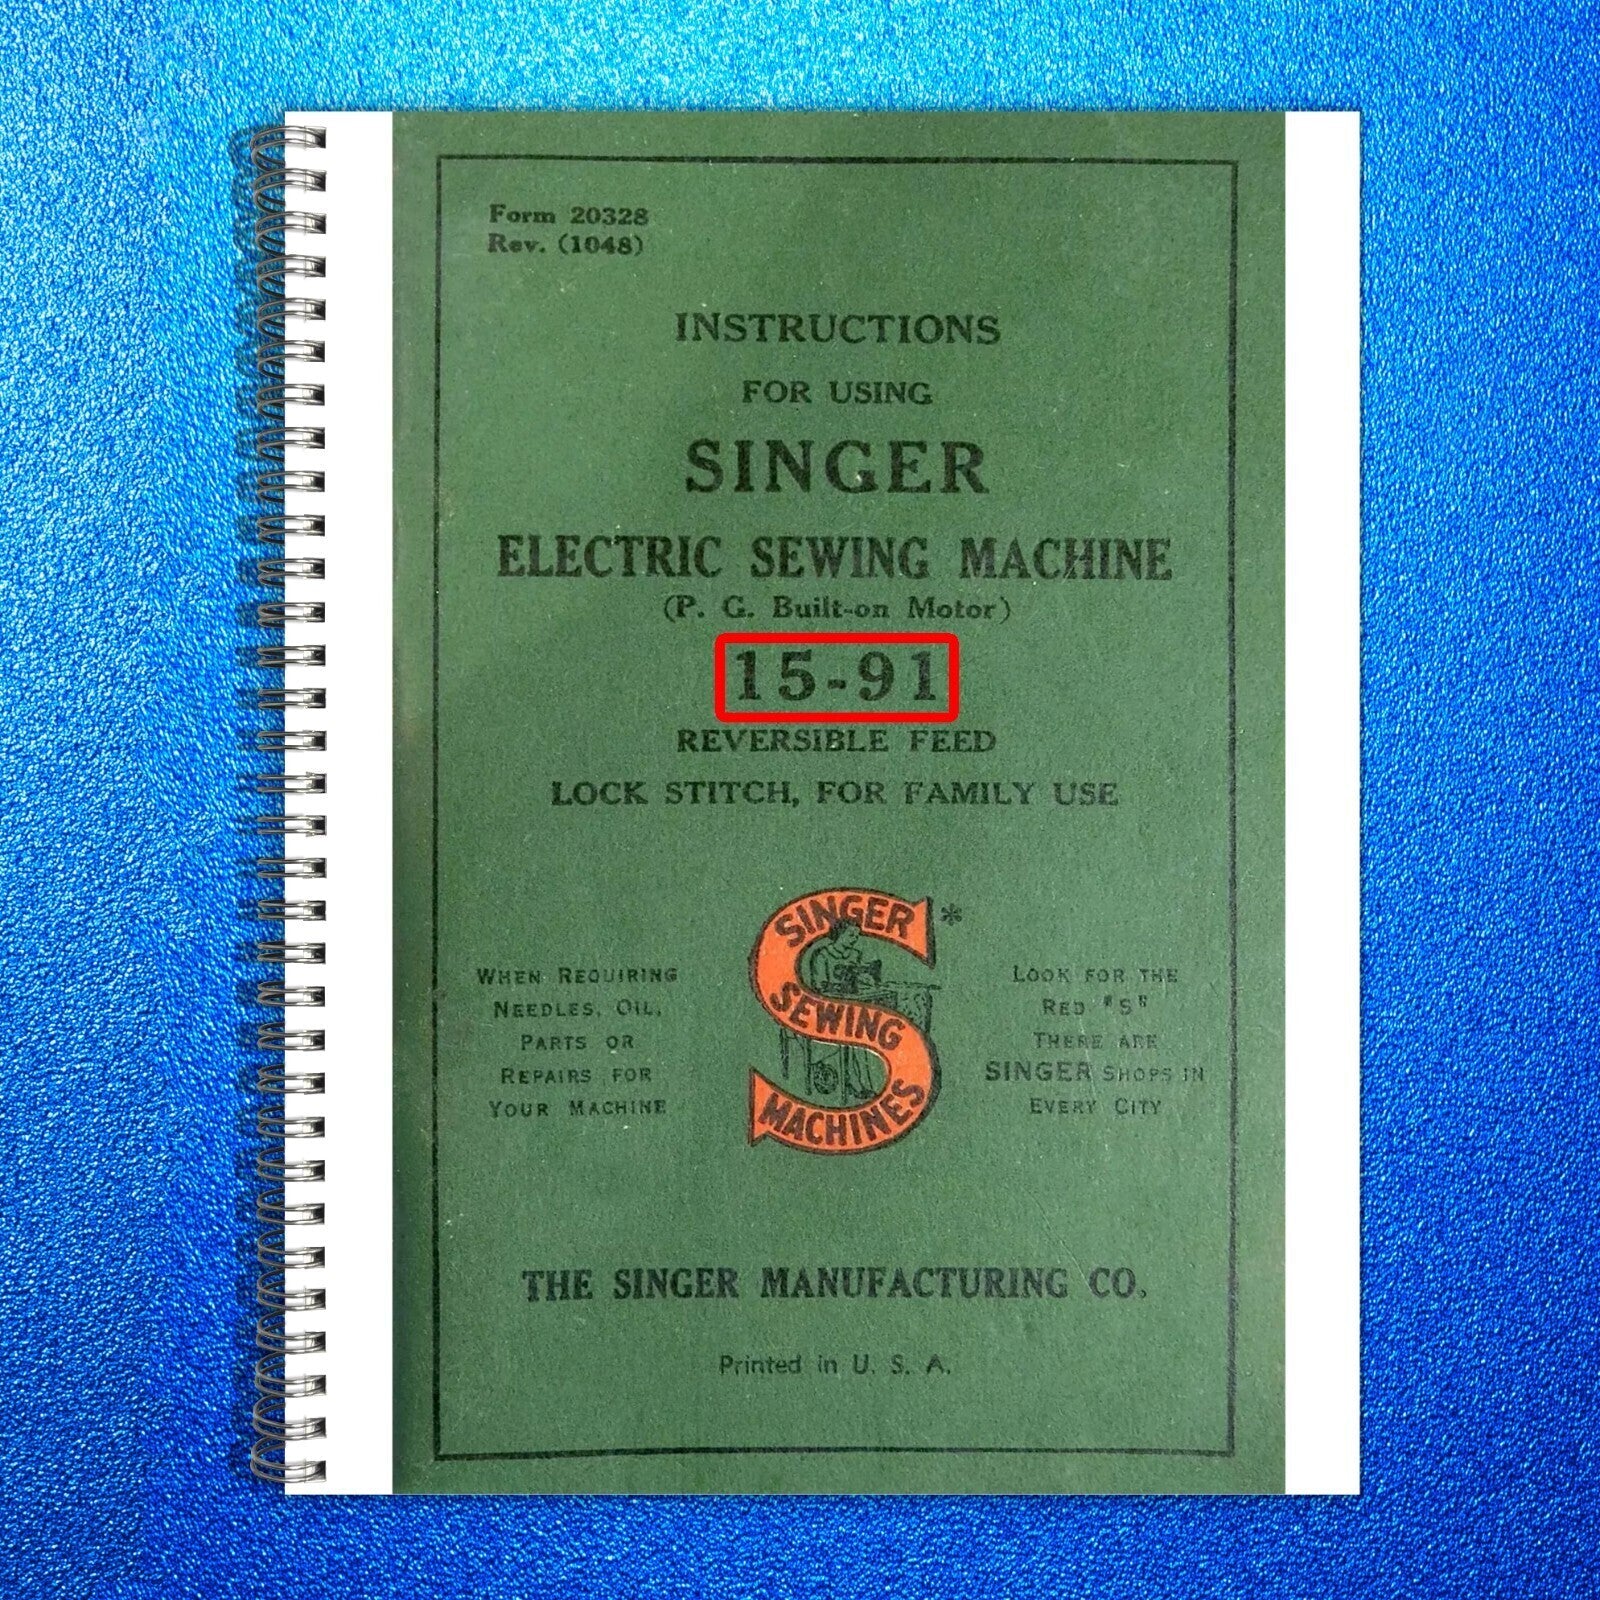 Form 20328
Rev. (1048)
INSTRUCTIONS
FOR USING
SINGER
ELECTRIC SEWING MACHINE
(P. G. Built-on Motor)
15-91
REVERSIBLE FEED
LOCK STITCH, FOR FAMILY USE
WHEN REQUIRING
NEEDLES, OIL,
PARTS OR
REPAIRS FOR
YOUR MACHINE
SINGER *
SEWING
MACHINES
LOOK FOR THE
RED "S"
THERE ARE
SINGER SHOPS IN
EVERY CITY
THE SINGER MANUFACTURING CO.
Printed in U. S. A.